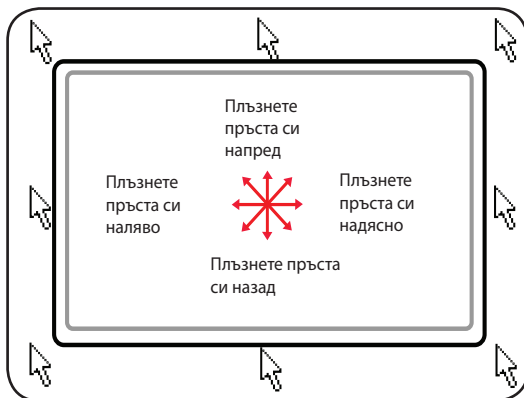 Плъзнете
пръста си
напред
Плъзнете
пръста си
наляво
Плъзнете
пръста си
надясно
Плъзнете пръста
си назад